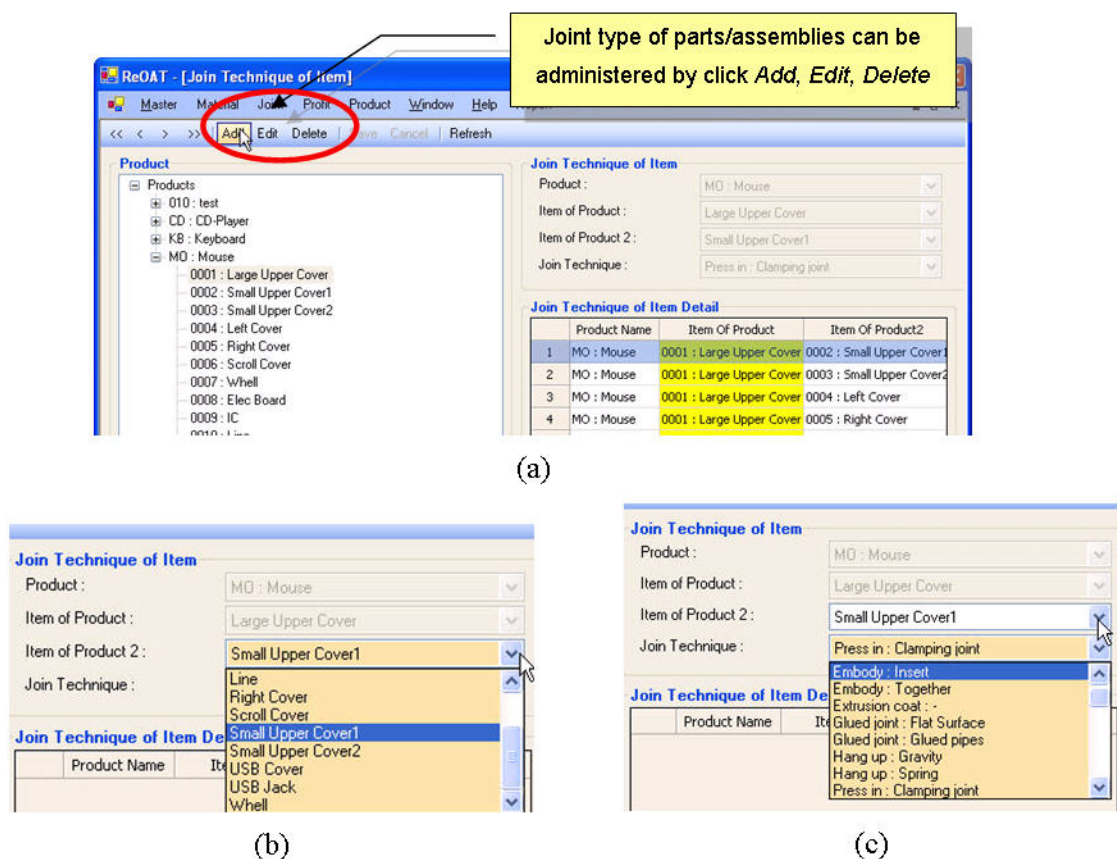 Joint type of parts/assemblies can be
administered by click Add, Edit, Delete
ReOAT - [Join Technique of Item]
Master Material Joint Profit Product Window Help
<< < > >> Add Edit Delete Save Cancel Refresh
Product
Products
010 : test
CD : CD-Player
KB : Keyboard
MO : Mouse
0001 : Large Upper Cover
0002 : Small Upper Cover1
0003 : Small Upper Cover2
0004 : Left Cover
0005 : Right Cover
0006 : Scroll Cover
0007 : Whell
0008 : Elec Board
0009 : IC
0010 : Line
Join Technique of Item
Product : MO : Mouse
Item of Product : Large Upper Cover
Item of Product 2 : Small Upper Cover1
Join Technique : Press in : Clamping joint
Join Technique of Item Detail
Product Name Item Of Product Item Of Product2
1 MO : Mouse 0001 : Large Upper Cover 0002 : Small Upper Cover1
2 MO : Mouse 0001 : Large Upper Cover 0003 : Small Upper Cover2
3 MO : Mouse 0001 : Large Upper Cover 0004 : Left Cover
4 MO : Mouse 0001 : Large Upper Cover 0005 : Right Cover
(a)
Join Technique of Item
Product : MO : Mouse
Item of Product : Large Upper Cover
Item of Product 2 : Small Upper Cover1
Join Technique :
Line
Right Cover
Scroll Cover
Small Upper Cover1
Small Upper Cover2
USB Cover
USB Jack
Whell
Join Technique of Item De
Product Name Ite
(b)
Join Technique of Item
Product : MO : Mouse
Item of Product : Large Upper Cover
Item of Product 2 : Small Upper Cover1
Join Technique : Press in : Clamping joint
Embody : Insert
Embody : Together
Extrusion coat : -
Glued joint : Flat Surface
Glued joint : Glued pipes
Hang up : Gravity
Hang up : Spring
Press in : Clamping joint
Join Technique of Item De
Product Name Ite
(c)